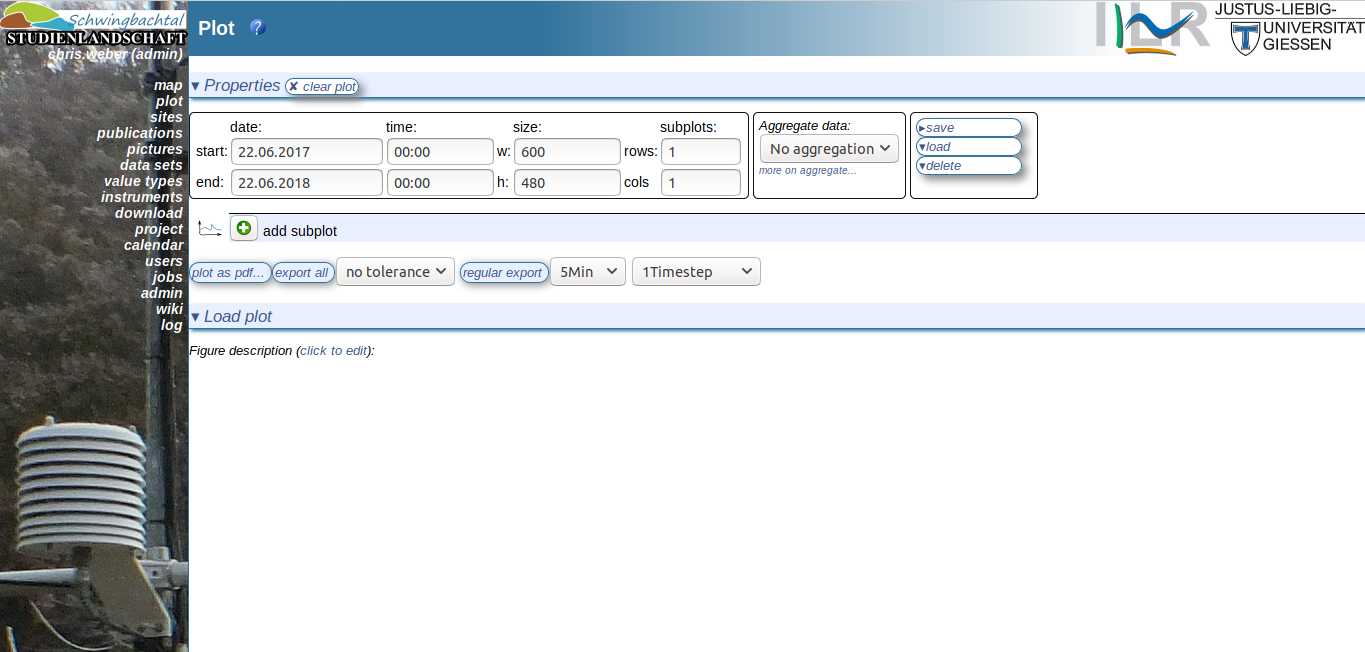 Schwingbachtal
STUDIENLANDSCHAFT
chris.weber (admin)
map
plot
sites
publications
pictures
data sets
value types
instruments
download
project
calendar
users
jobs
admin
wiki
log
Plot ?
ILR
JUSTUS-LIEBIG-
UNIVERSITÄT
GIESSEN
▾ Properties ✘ clear plot
date: time: size: subplots:
start: 22.06.2017 00:00 w: 600 rows: 1
end: 22.06.2018 00:00 h: 480 cols 1
Aggregate data:
No aggregation
more on aggregate...
▸save
▾load
▾delete
add subplot
plot as pdf... export all no tolerance regular export 5Min 1Timestep
▾ Load plot
Figure description (click to edit):